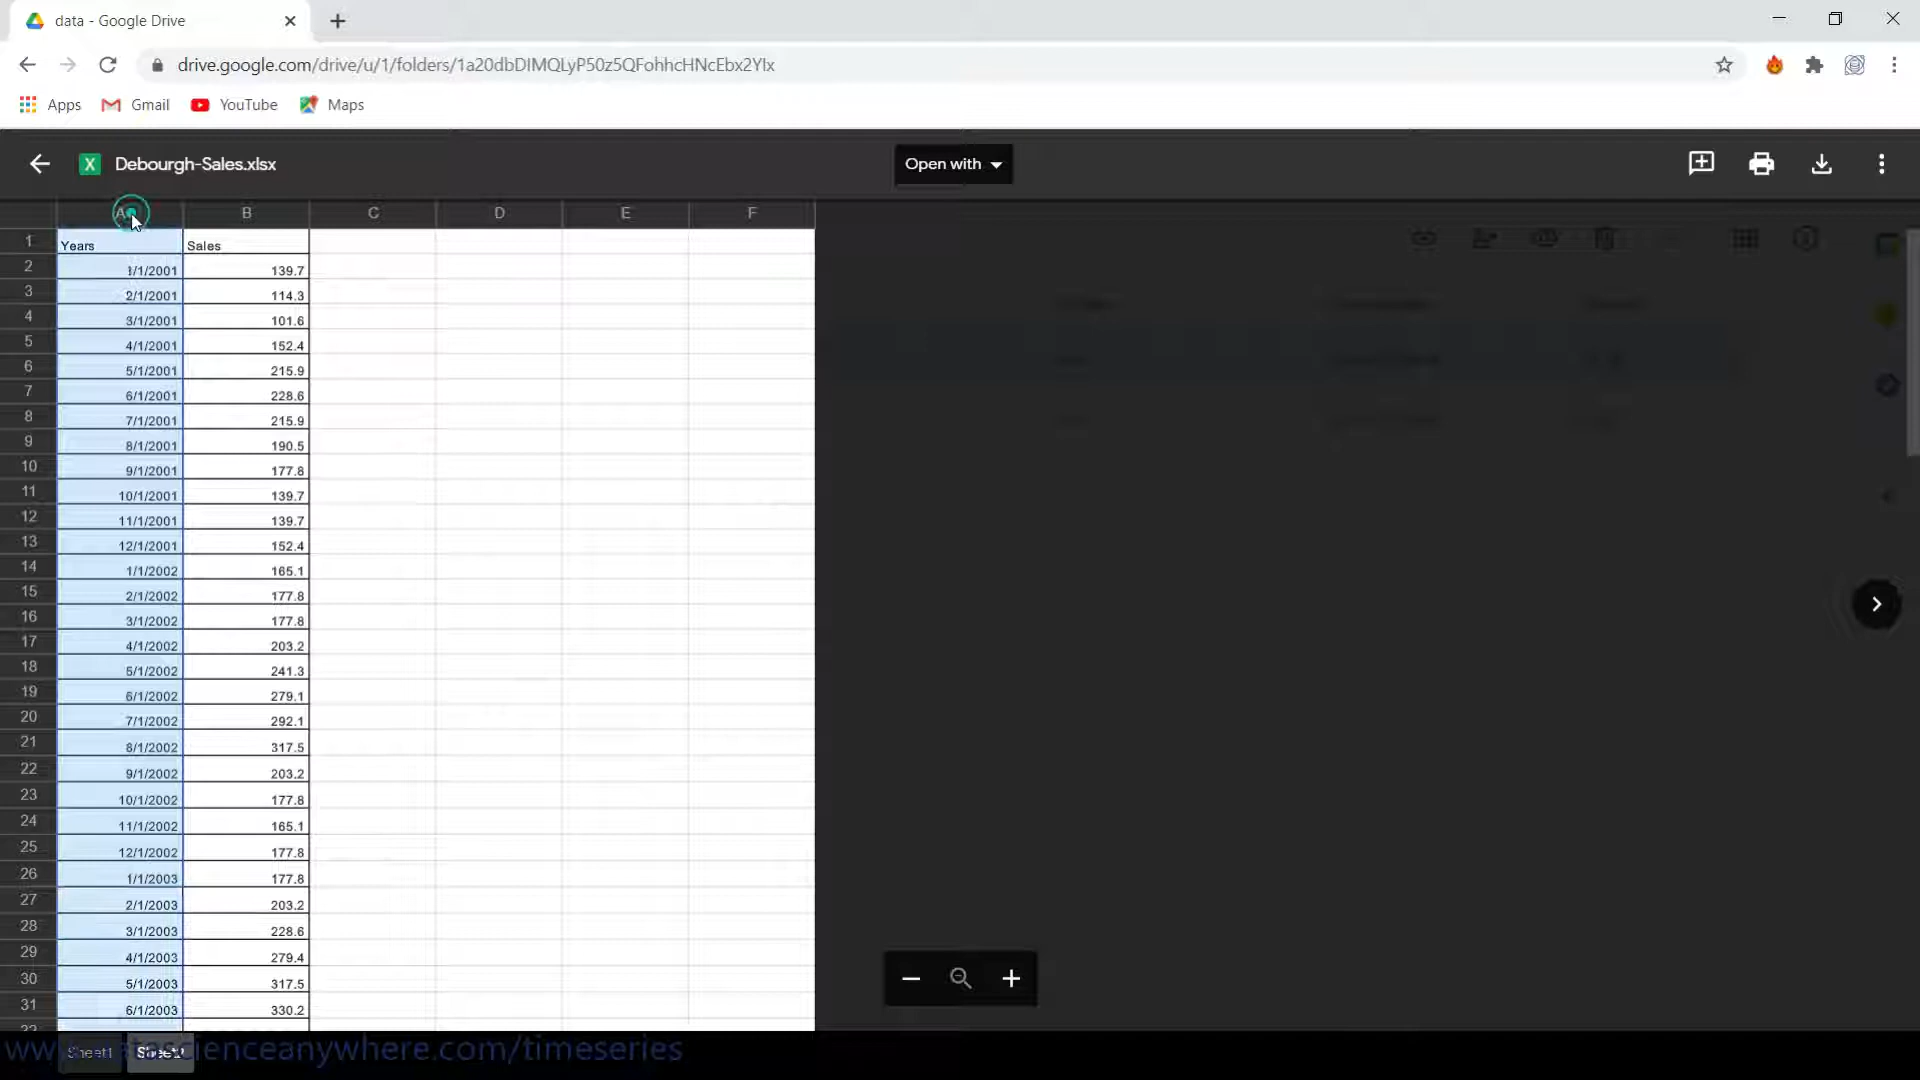 data - Google Drive
drive.google.com/drive/u/1/folders/1a20dbDIMQLyP50z5QFohhcHNcEbx2YIx
Apps Gmail YouTube Maps
Debourgh-Sales.xlsx Open with
A B C D E F
1 Years Sales
2 1/1/2001 139.7
3 2/1/2001 114.3
4 3/1/2001 101.6
5 4/1/2001 152.4
6 5/1/2001 215.9
7 6/1/2001 228.6
8 7/1/2001 215.9
9 8/1/2001 190.5
10 9/1/2001 177.8
11 10/1/2001 139.7
12 11/1/2001 139.7
13 12/1/2001 152.4
14 1/1/2002 165.1
15 2/1/2002 177.8
16 3/1/2002 177.8
17 4/1/2002 203.2
18 5/1/2002 241.3
19 6/1/2002 279.1
20 7/1/2002 292.1
21 8/1/2002 317.5
22 9/1/2002 203.2
23 10/1/2002 177.8
24 11/1/2002 165.1
25 12/1/2002 177.8
26 1/1/2003 177.8
27 2/1/2003 203.2
28 3/1/2003 228.6
29 4/1/2003 279.4
30 5/1/2003 317.5
31 6/1/2003 330.2
Sheet1 Sheet2